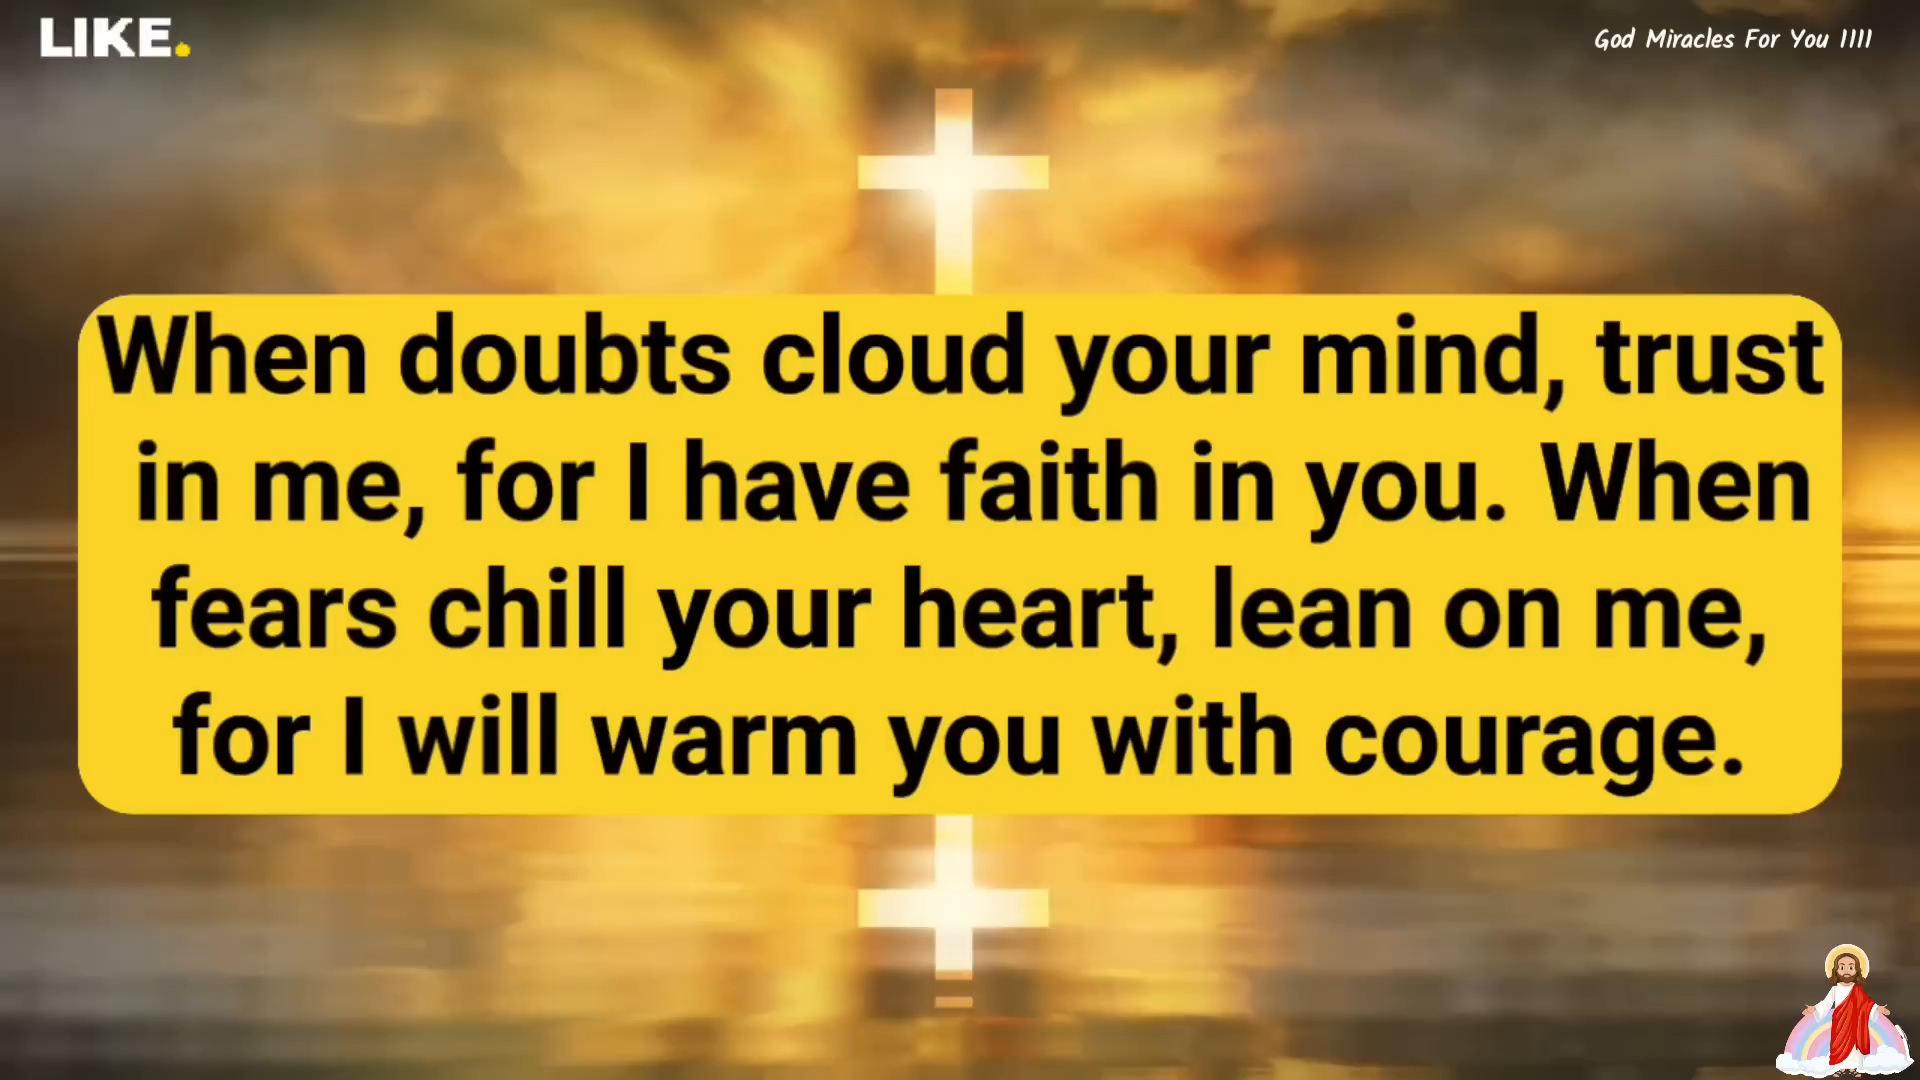 LIKE.
God Miracles For You 1111
When doubts cloud your mind, trust
in me, for I have faith in you. When
fears chill your heart, lean on me,
for I will warm you with courage.